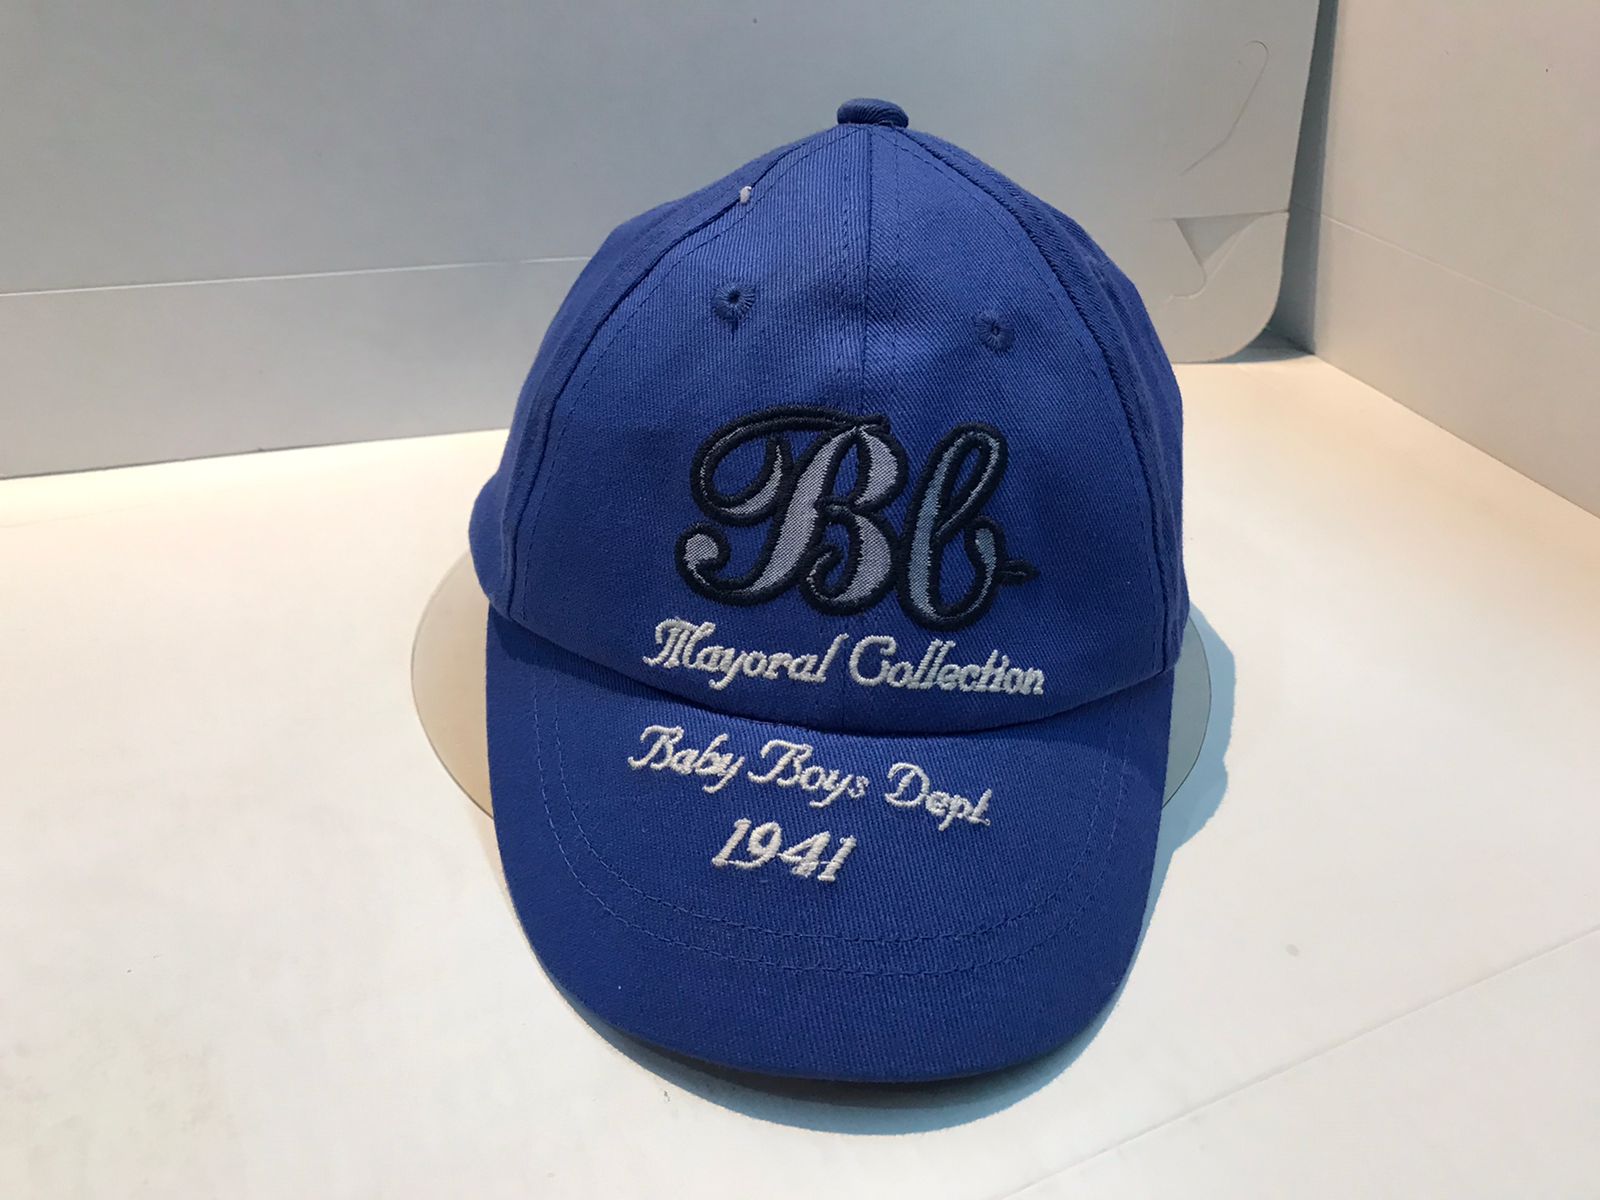 Bb
Mayoral Collection
Baby Boys Dept.
1941